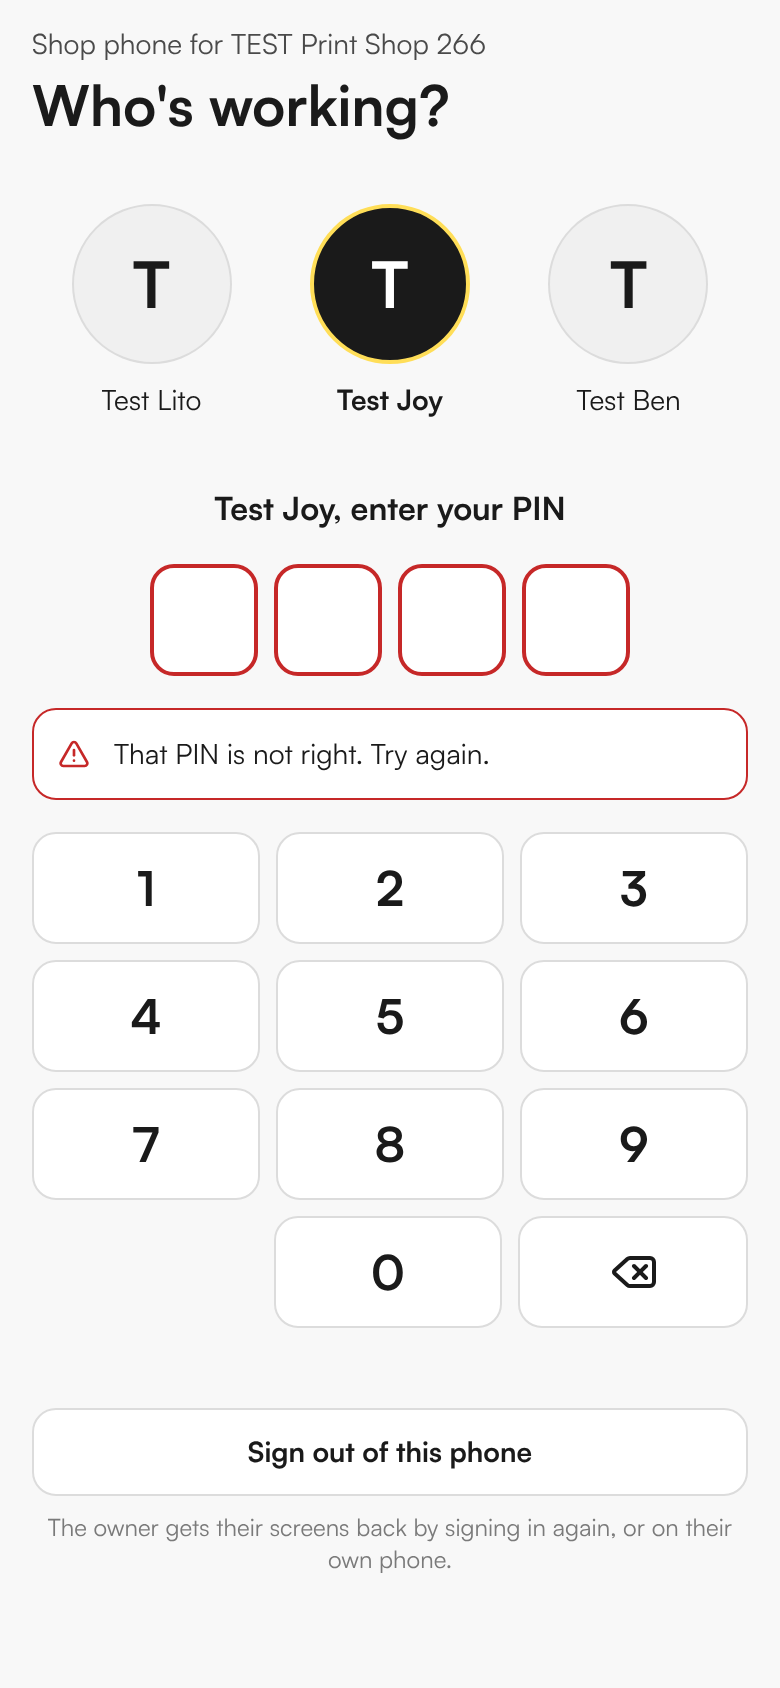 Shop phone for TEST Print Shop 266
Who's working?
T
T
T
Test Lito
Test Joy
Test Ben
Test Joy, enter your PIN
That PIN is not right. Try again.
1
2
3
4
5
6
7
8
9
0
Sign out of this phone
The owner gets their screens back by signing in again, or on their
own phone.